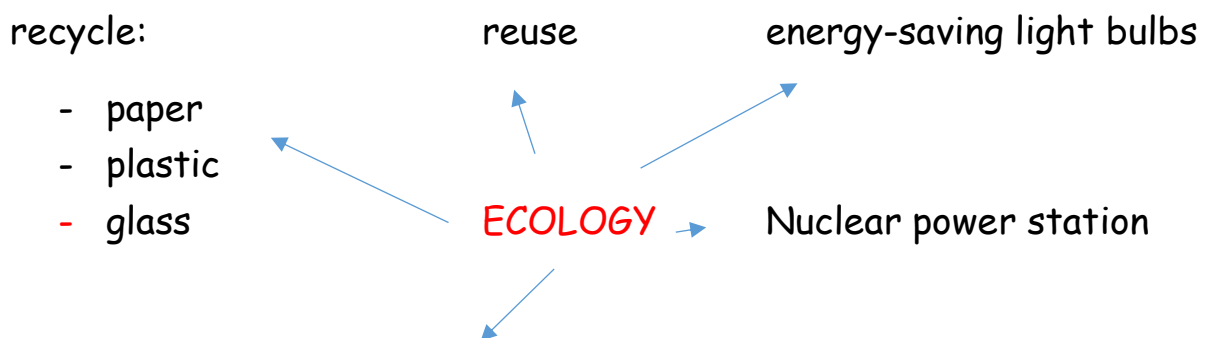 recycle: reuse energy-saving light bulbs
- paper
- plastic
- glass ECOLOGY Nuclear power station